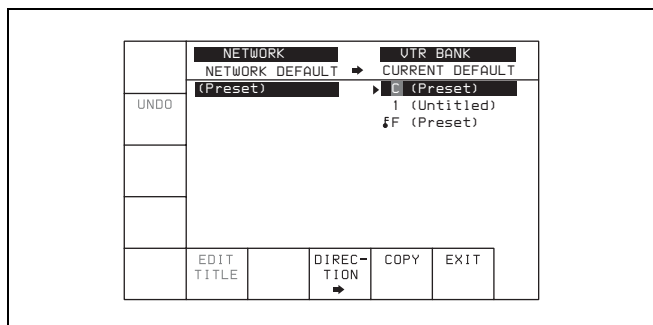 NETWORK VTR BANK
NETWORK DEFAULT ➡ CURRENT DEFAULT
(Preset) ▶ C (Preset)
UNDO 1 (Untitled)
F (Preset)
EDIT TITLE
DIREC-TION ➡
COPY
EXIT